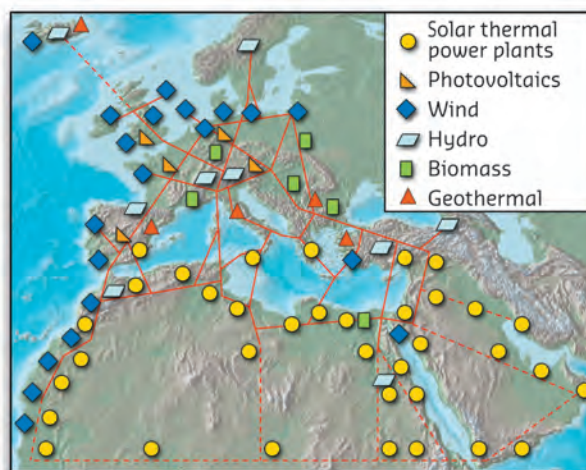 Solar thermal
power plants
Photovoltaics
Wind
Hydro
Biomass
Geothermal